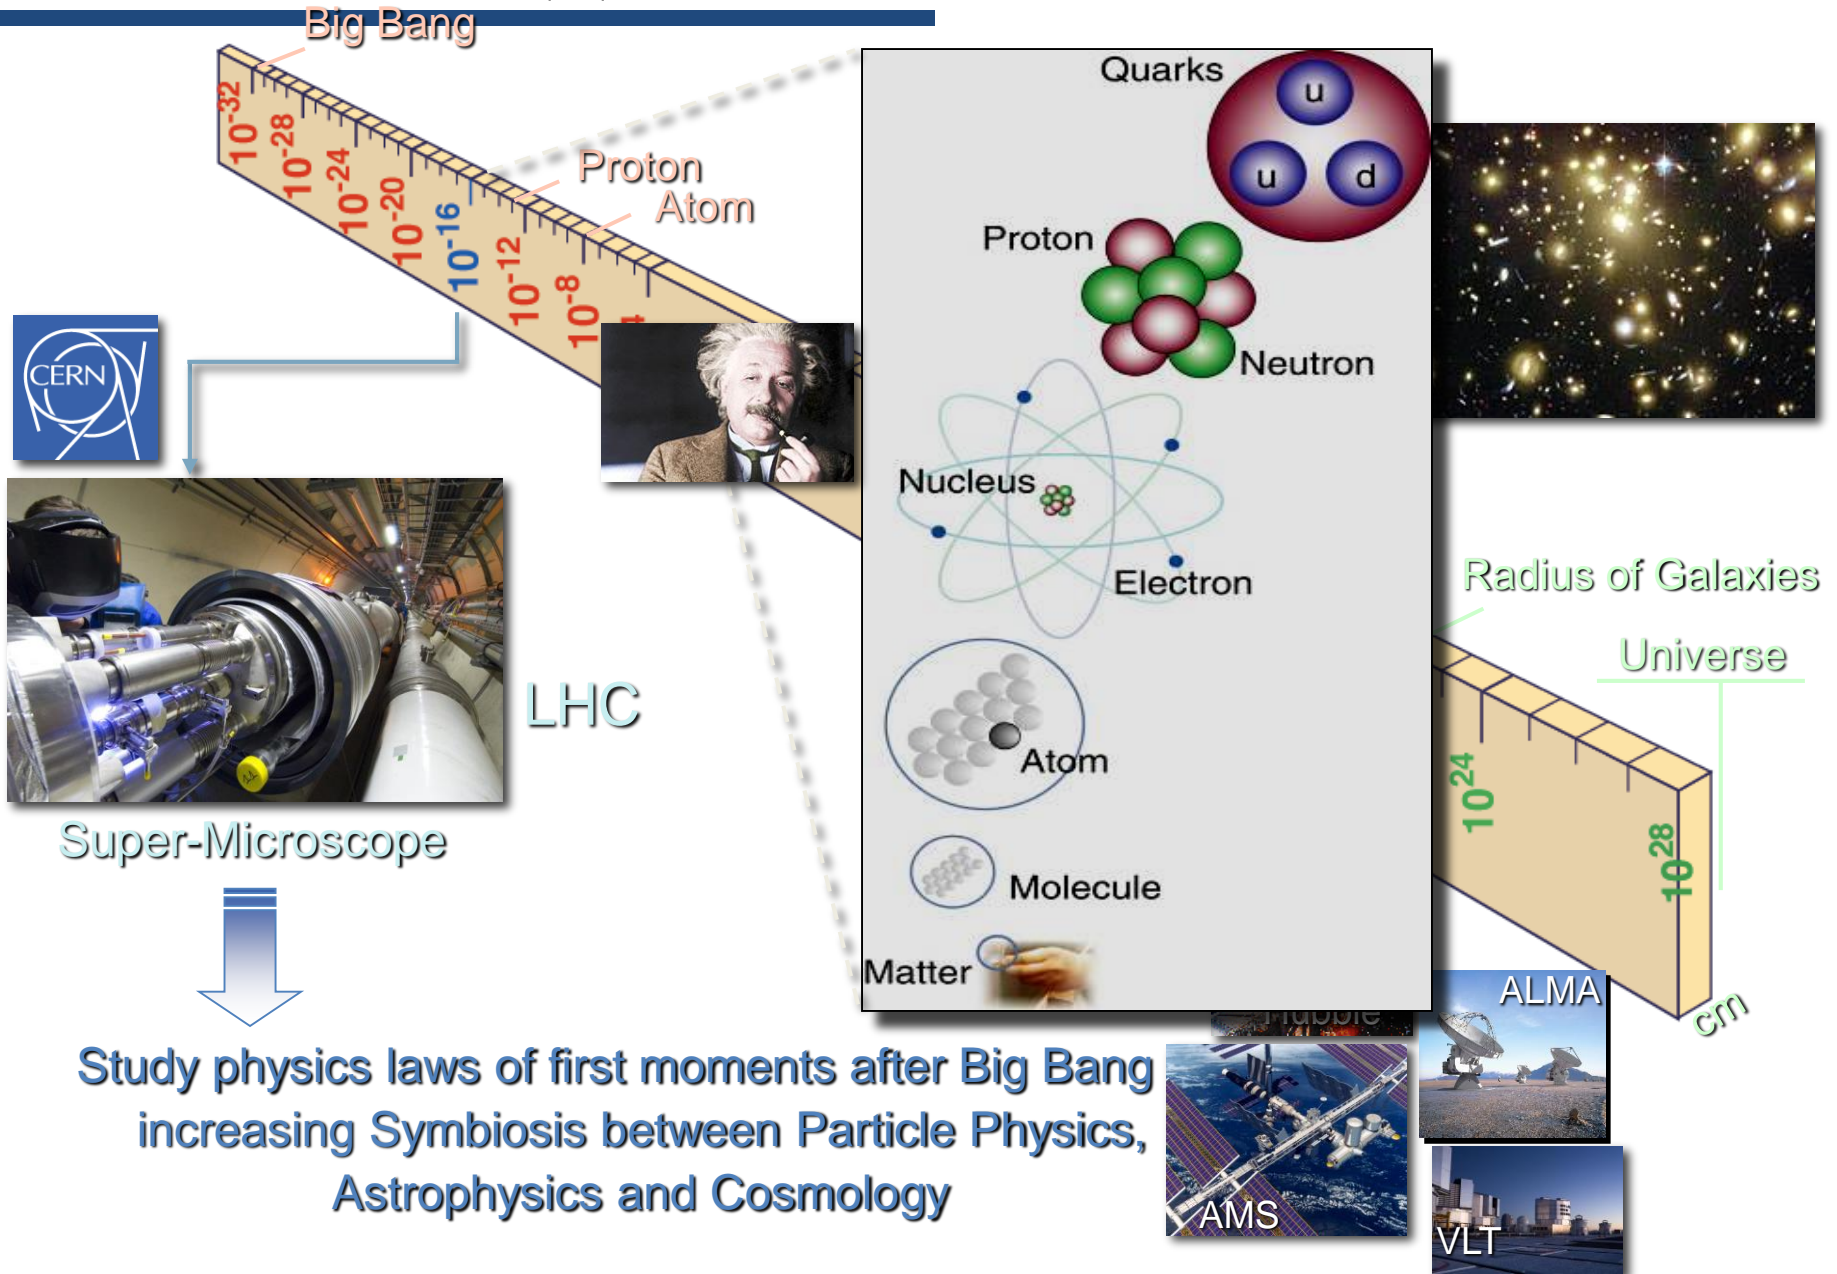 Big Bang
10-32
10-28
10-24
10-20
10-16
10-12
10-8
Proton
Atom
CERN
LHC
Super-Microscope
Quarks
u
u
d
Proton
Neutron
Nucleus
Electron
Atom
Molecule
Matter
Radius of Galaxies
Universe
1024
1028
cm
Hubble
ALMA
AMS
VLT
Study physics laws of first moments after Big Bang
increasing Symbiosis between Particle Physics,
Astrophysics and Cosmology